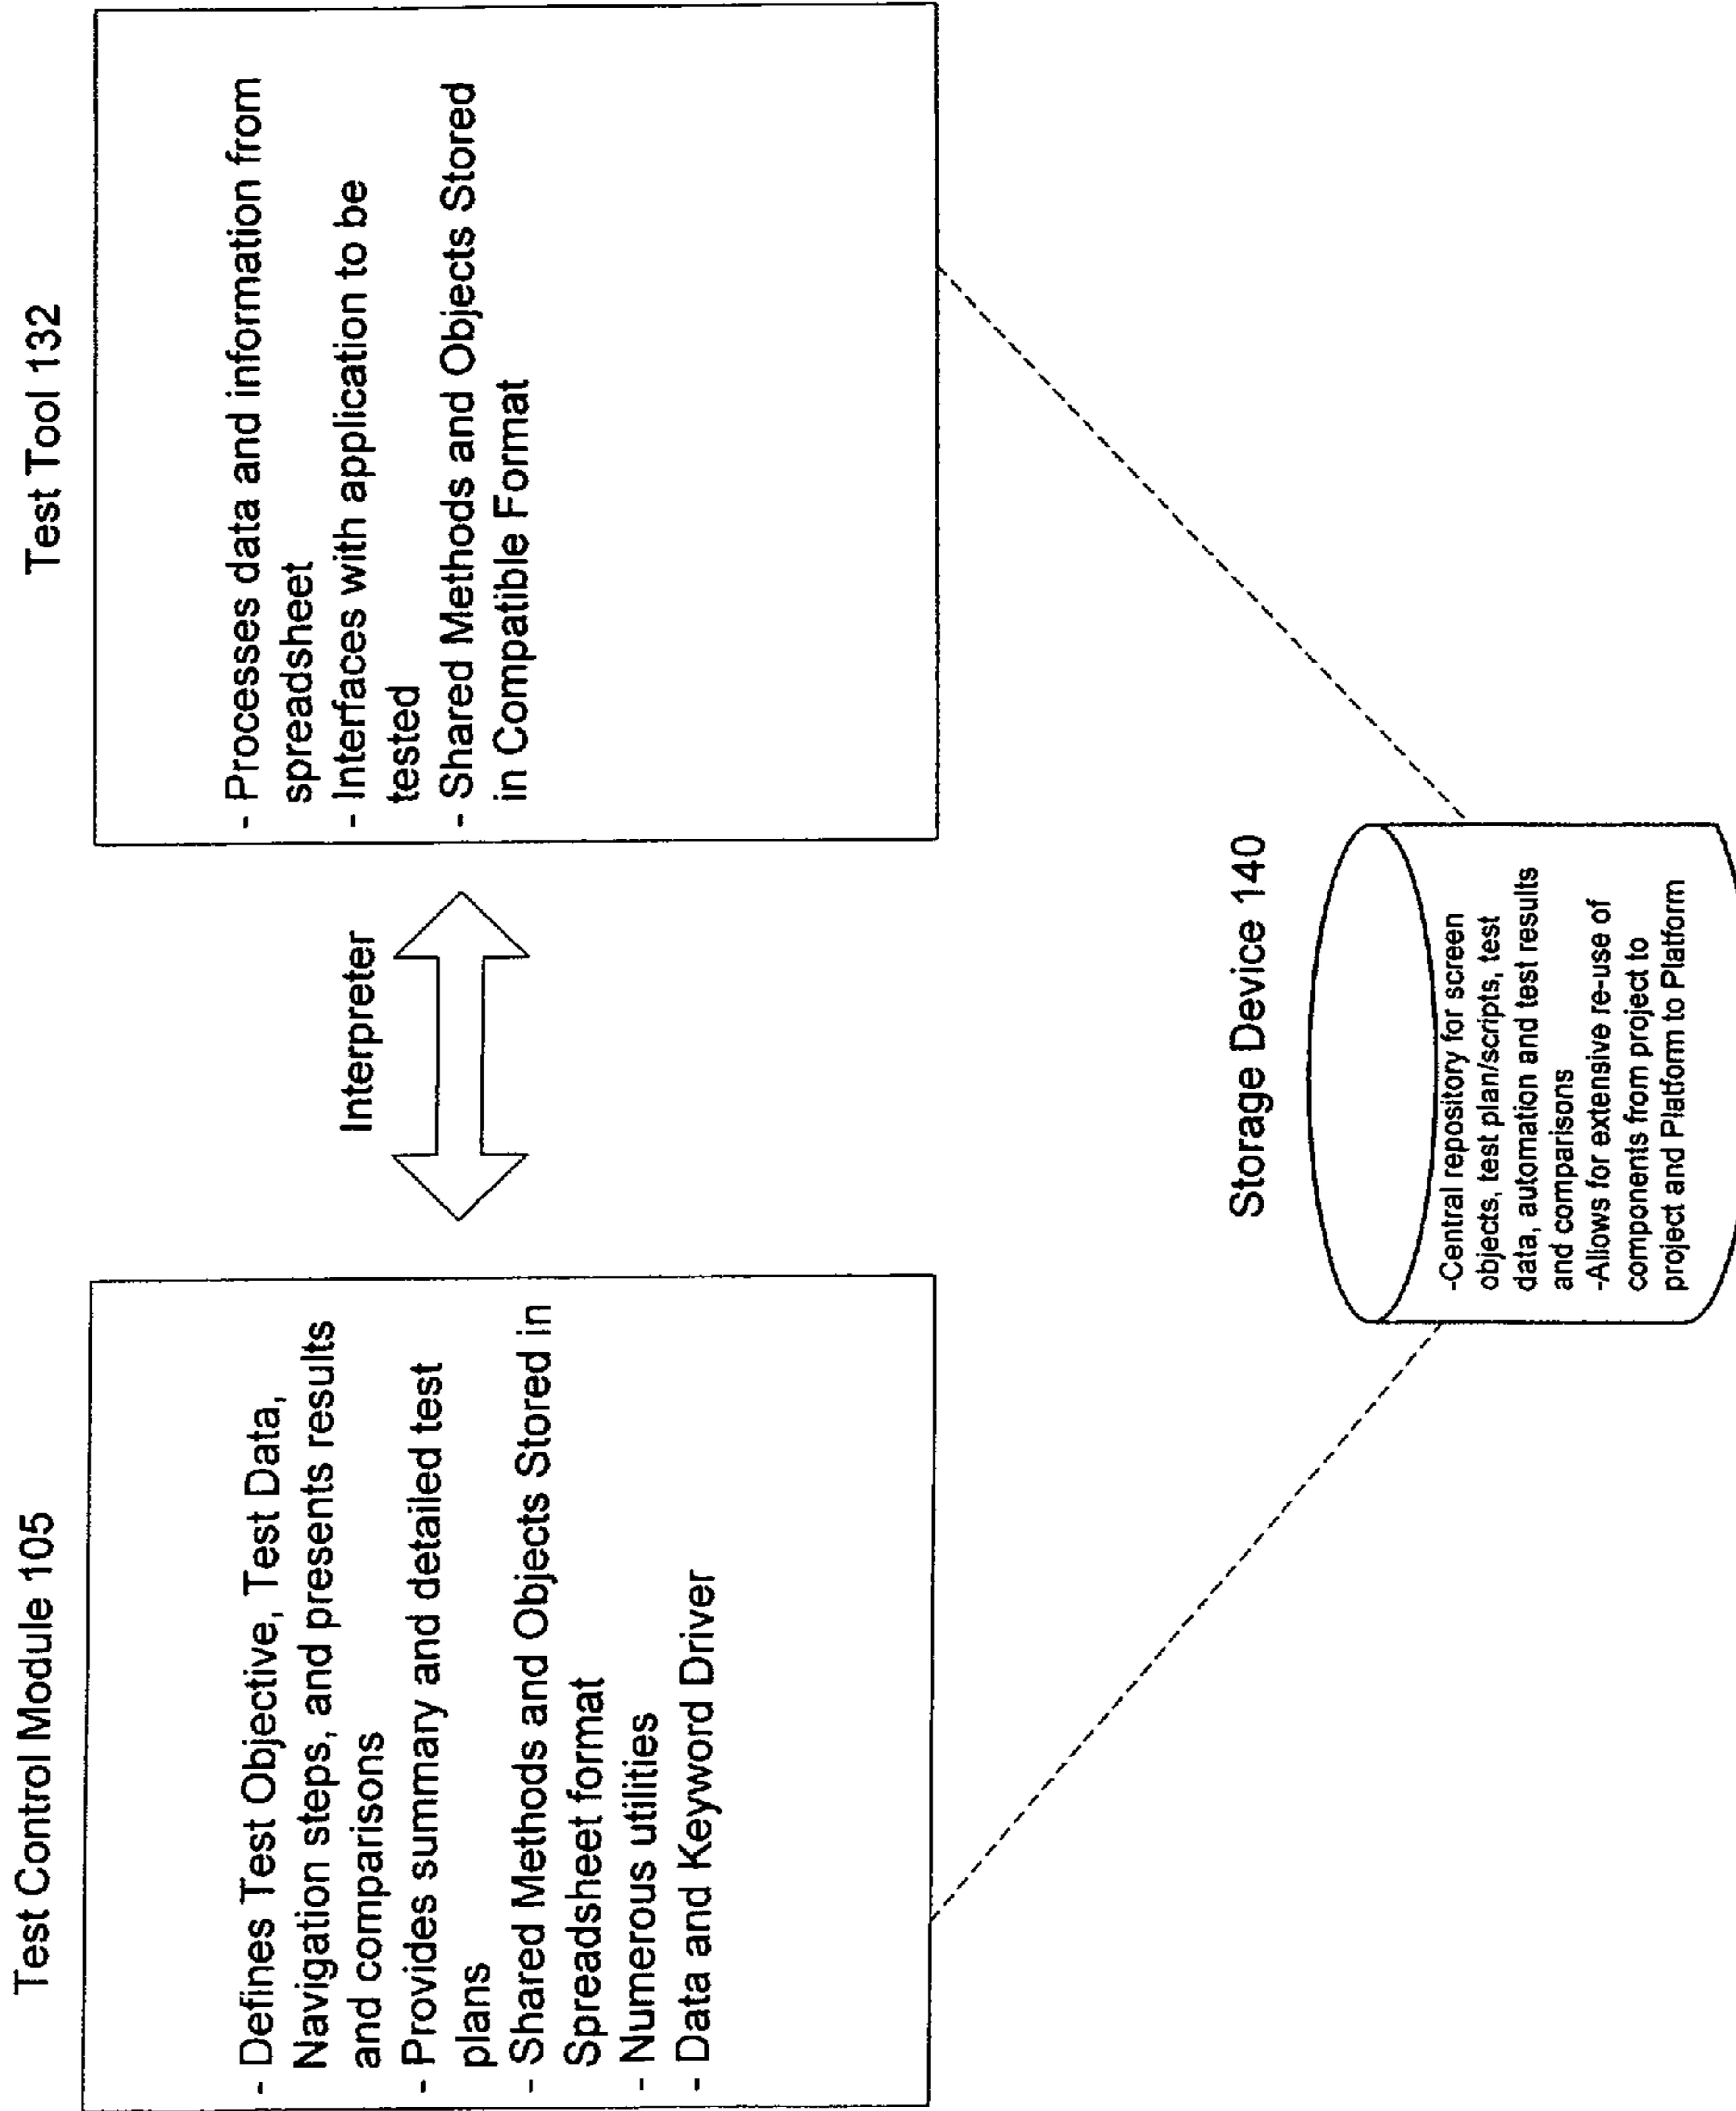 Test Control Module 105
- Defines Test Objective, Test Data,
Navigation steps, and presents results
and comparisons
- Provides summary and detailed test
plans
- Shared Methods and Objects Stored in
Spreadsheet format
- Numerous utilities
- Data and Keyword Driver
Interpreter
Test Tool 132
- Processes data and information from
spreadsheet
- Interfaces with application to be
tested
- Shared Methods and Objects Stored
in Compatible Format
Storage Device 140
-Central repository for screen
objects, test plan/scripts, test
data, automation and test results
and comparisons
-Allows for extensive re-use of
components from project to
project and Platform to Platform